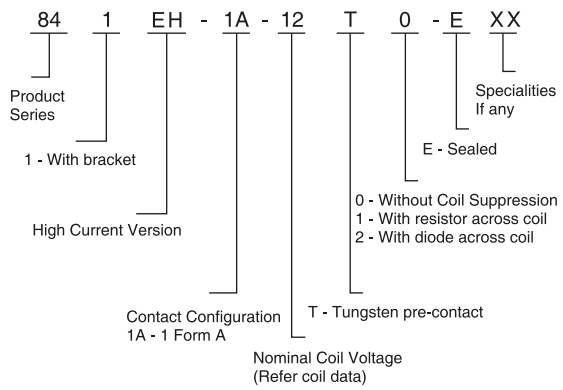 84 1 EH - 1A - 12 T 0 - E XX
Product
Series
Specialities
If any
1 - With bracket
E - Sealed
0 - Without Coil Suppression
1 - With resistor across coil
2 - With diode across coil
High Current Version
Contact Configuration
1A - 1 Form A
T - Tungsten pre-contact
Nominal Coil Voltage
(Refer coil data)